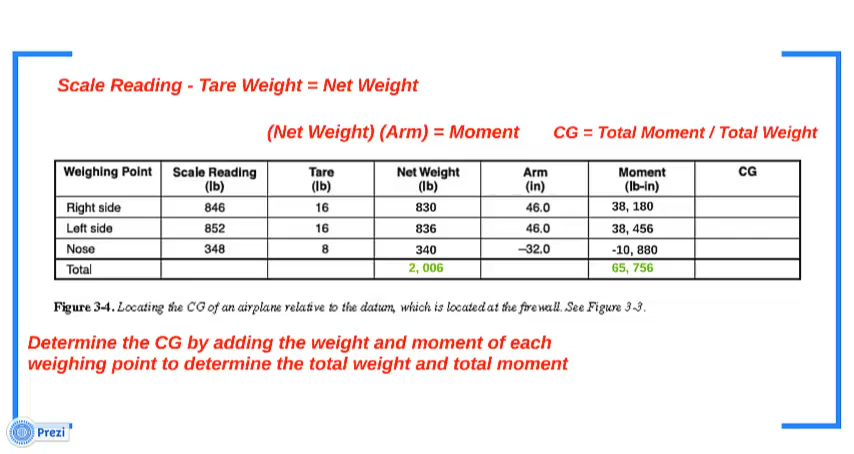 Scale Reading - Tare Weight = Net Weight
(Net Weight) (Arm) = Moment CG = Total Moment / Total Weight
Weighing Point Scale Reading (lb) Tare (lb) Net Weight (lb) Arm (in) Moment (lb-in) CG
Right side 846 16 830 46.0 38, 180
Left side 852 16 836 46.0 38, 456
Nose 348 8 340 –32.0 -10, 880
Total 2, 006 65, 756
Figure 3-4. Locating the CG of an airplane relative to the datum, which is located at the firewall. See Figure 3-3.
Determine the CG by adding the weight and moment of each
weighing point to determine the total weight and total moment
Prezi